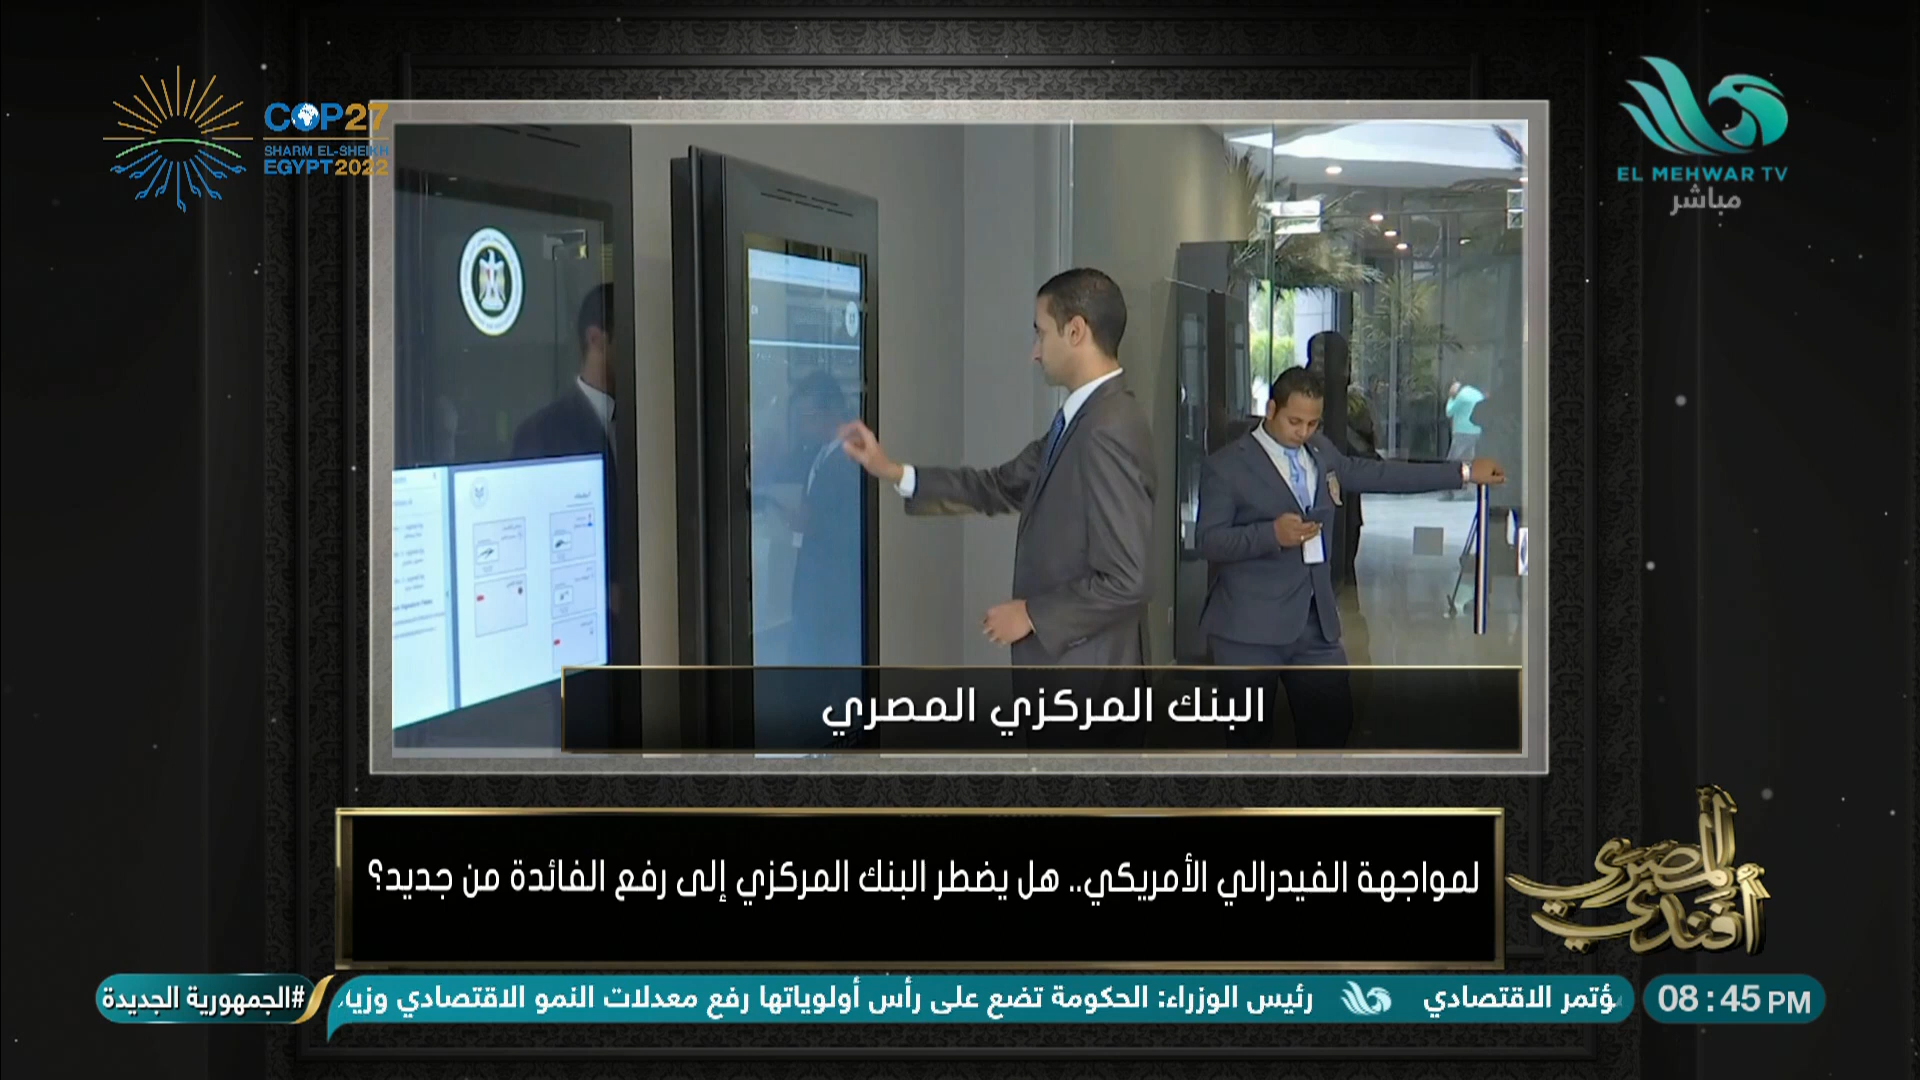 COP27
SHARM EL-SHEIKH
EGYPT2022
EL MEHWAR TV
مباشر
البنك المركزي المصري
لمواجهة الفيدرالي الأمريكي.. هل يضطر البنك المركزي إلى رفع الفائدة من جديد؟
المصري
أفندي
رئيس الوزراء: الحكومة تضع على رأس أولوياتها رفع معدلات النمو الاقتصادي
الاقتصادي
#الجمهورية الجديدة
08:45 PM